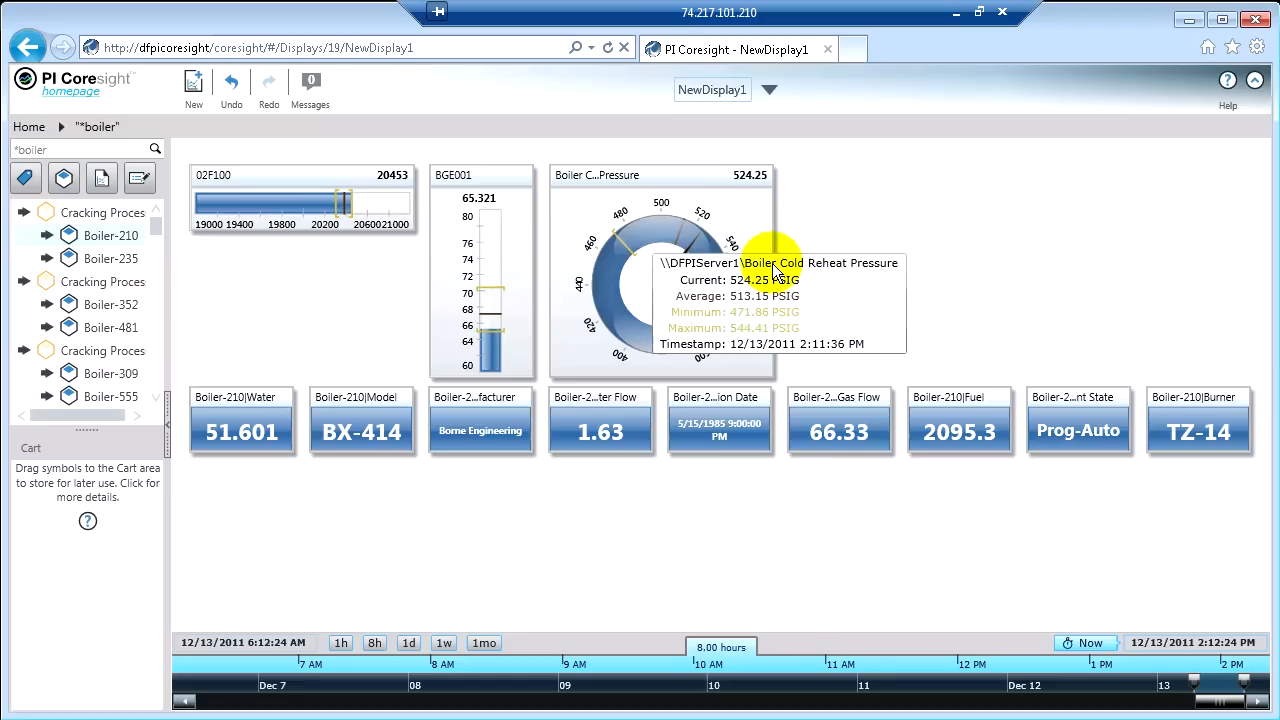 74.217.101.210
http://dfpicoresight/coresight/#/Displays/19/NewDisplay1
PI Coresight - NewDisplay1
PI Coresight™
homepage
New
Undo
Redo
Messages
NewDisplay1
Help
Home
"*boiler"
*boiler
Cracking Proces
Boiler-210
Boiler-235
Cracking Proces
Boiler-352
Boiler-481
Cracking Proces
Boiler-309
Boiler-555
Cart
Drag symbols to the Cart area
to store for later use. Click for
more details.
02F100 20453
19000 19400 19800 20200 20600 21000
BGE001
65.321
80
76
74
72
70
68
66
64
60
Boiler C...Pressure 524.25
400
420
440
460
480
500
520
540
\\DFPIServer1\Boiler Cold Reheat Pressure
Current: 524.25 PSIG
Average: 513.15 PSIG
Minimum: 471.86 PSIG
Maximum: 544.41 PSIG
Timestamp: 12/13/2011 2:11:36 PM
Boiler-210|Water
51.601
Boiler-210|Model
BX-414
Boiler-2...facturer
Borne Engineering
Boiler-2...ter Flow
1.63
Boiler-2...ion Date
5/15/1985 9:00:00
PM
Boiler-2...Gas Flow
66.33
Boiler-210|Fuel
2095.3
Boiler-2...nt State
Prog-Auto
Boiler-210|Burner
TZ-14
12/13/2011 6:12:24 AM
1h
8h
1d
1w
1mo
8.00 hours
Now
12/13/2011 2:12:24 PM
7 AM
8 AM
9 AM
10 AM
11 AM
12 PM
1 PM
2 PM
Dec 7
08
09
10
11
Dec 12
13